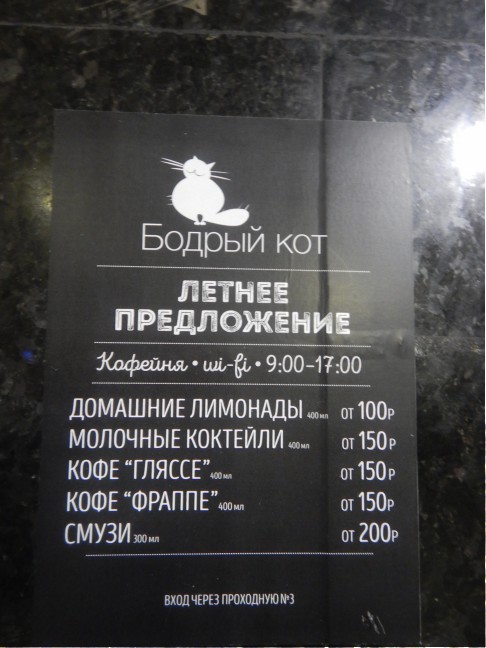 Бодрый кот
ЛЕТНЕЕ
ПРЕДЛОЖЕНИЕ
Кофейня • wi-fi • 9:00–17:00
ДОМАШНИЕ ЛИМОНАДЫ 400 мл от 100Р
МОЛОЧНЫЕ КОКТЕЙЛИ 400 мл от 150Р
КОФЕ “ГЛЯССЕ” 400 мл от 150Р
КОФЕ “ФРАППЕ” 400 мл от 150Р
СМУЗИ 300 мл от 200Р
ВХОД ЧЕРЕЗ ПРОХОДНУЮ №3